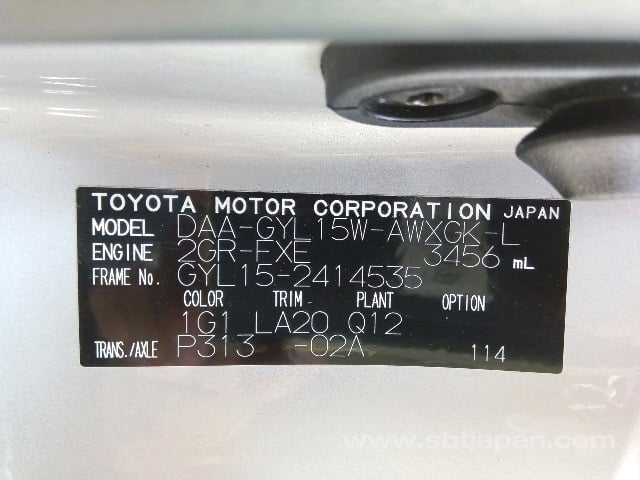 TOYOTA MOTOR CORPORATION JAPAN
MODEL DAA-GYL15W-AWXGK-L
ENGINE 2GR-FXE 3456 mL
FRAME No. GYL15-2414535
COLOR TRIM PLANT OPTION
1G1 LA20 Q12
TRANS./AXLE P313 -02A 114
www.sbtjapan.com